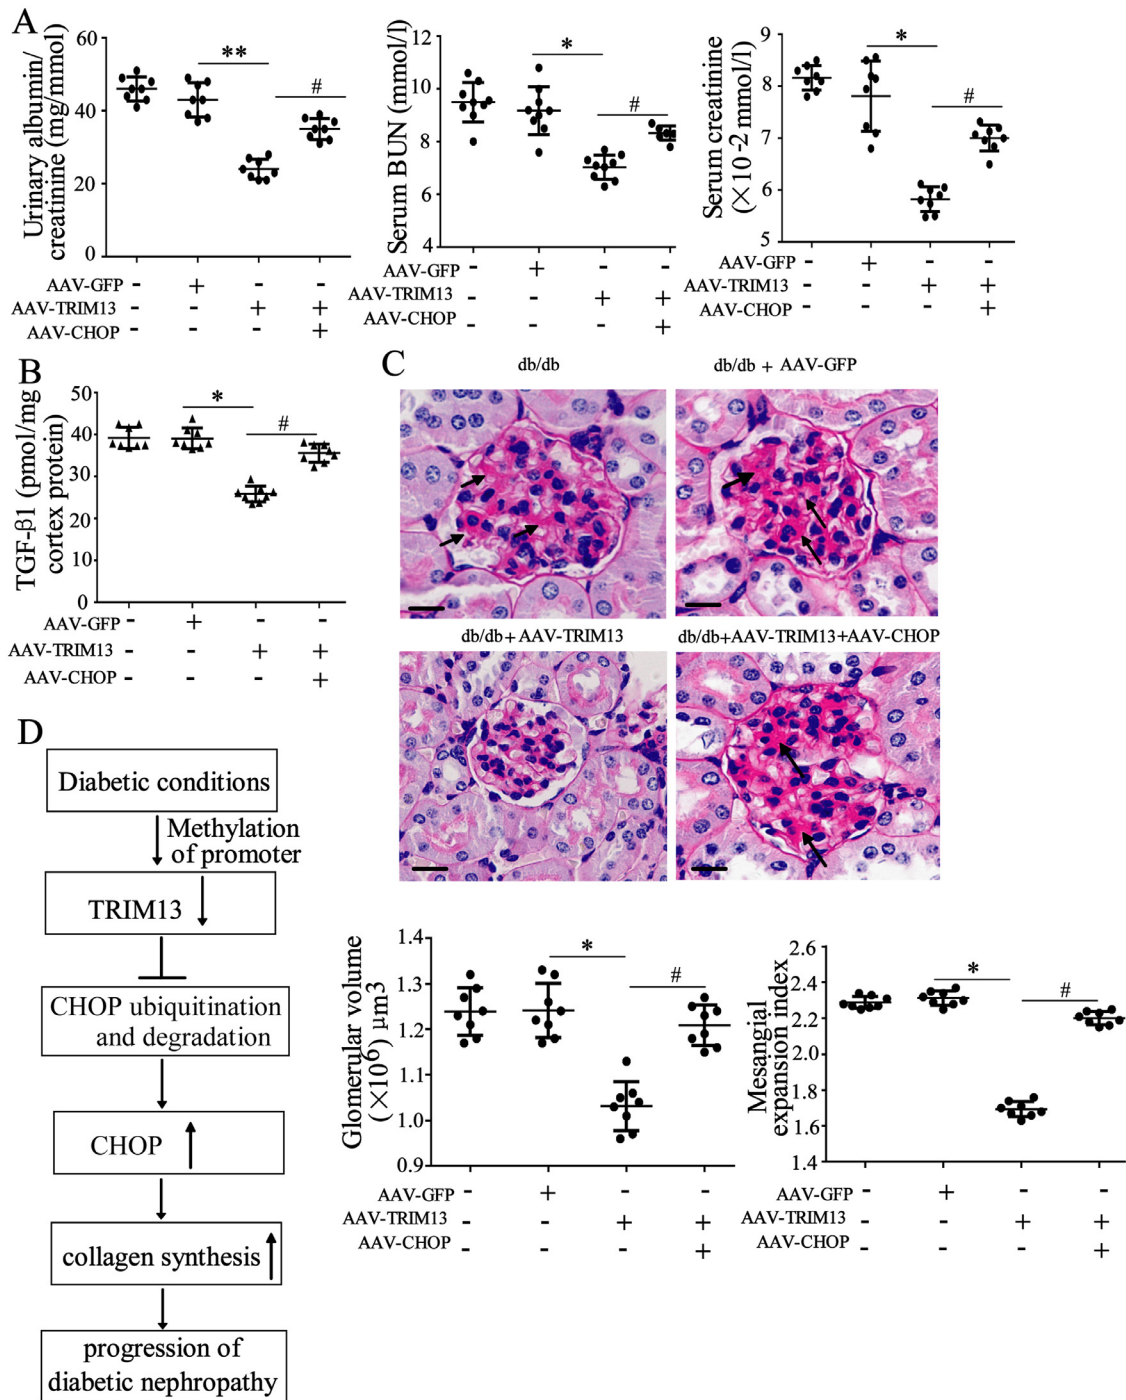 A
Urinary albumin/
creatinine (mg/mmol)
60
40
20
0
**
#
AAV-GFP - + - -
AAV-TRIM13 - - + +
AAV-CHOP - - - +
Serum BUN (mmol/l)
12
10
8
6
4
*
#
AAV-GFP - + - -
AAV-TRIM13 - - + +
AAV-CHOP - - - +
Serum creatinine
(×10-2 mmol/l)
9
8
7
6
5
*
#
AAV-GFP - + - -
AAV-TRIM13 - - + +
AAV-CHOP - - - +
B
TGF-β1 (pmol/mg
cortex protein)
50
40
30
20
10
0
*
#
AAV-GFP - + - -
AAV-TRIM13 - - + +
AAV-CHOP - - - +
C
db/db
db/db + AAV-GFP
db/db+AAV-TRIM13
db/db+AAV-TRIM13+AAV-CHOP
Glomerular volume
(×10⁶) μm3
1.4
1.3
1.2
1.1
1.0
0.9
*
#
AAV-GFP - + - -
AAV-TRIM13 - - + +
AAV-CHOP - - - +
Mesangial
expansion index
2.6
2.2
2.0
1.8
1.6
1.4
*
#
AAV-GFP - + - -
AAV-TRIM13 - - + +
AAV-CHOP - - - +
D
Diabetic conditions
Methylation
of promoter
TRIM13
CHOP ubiquitination
and degradation
CHOP
collagen synthesis
progression of
diabetic nephropathy